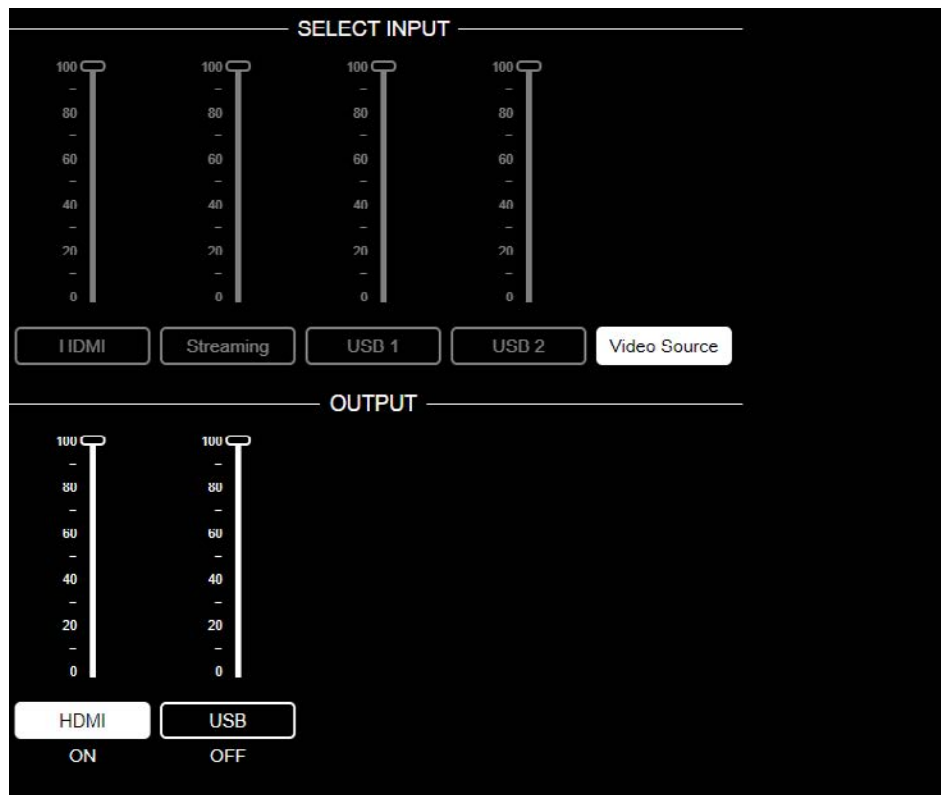 SELECT INPUT
100 100 100 100
– – – –
80 80 80 80
– – – –
60 60 60 60
– – – –
40 40 40 40
– – – –
20 20 20 20
– – – –
0 0 0 0
HDMI Streaming USB 1 USB 2 Video Source
OUTPUT
100 100
– –
80 80
– –
60 60
– –
40 40
– –
20 20
– –
0 0
HDMI USB
ON OFF